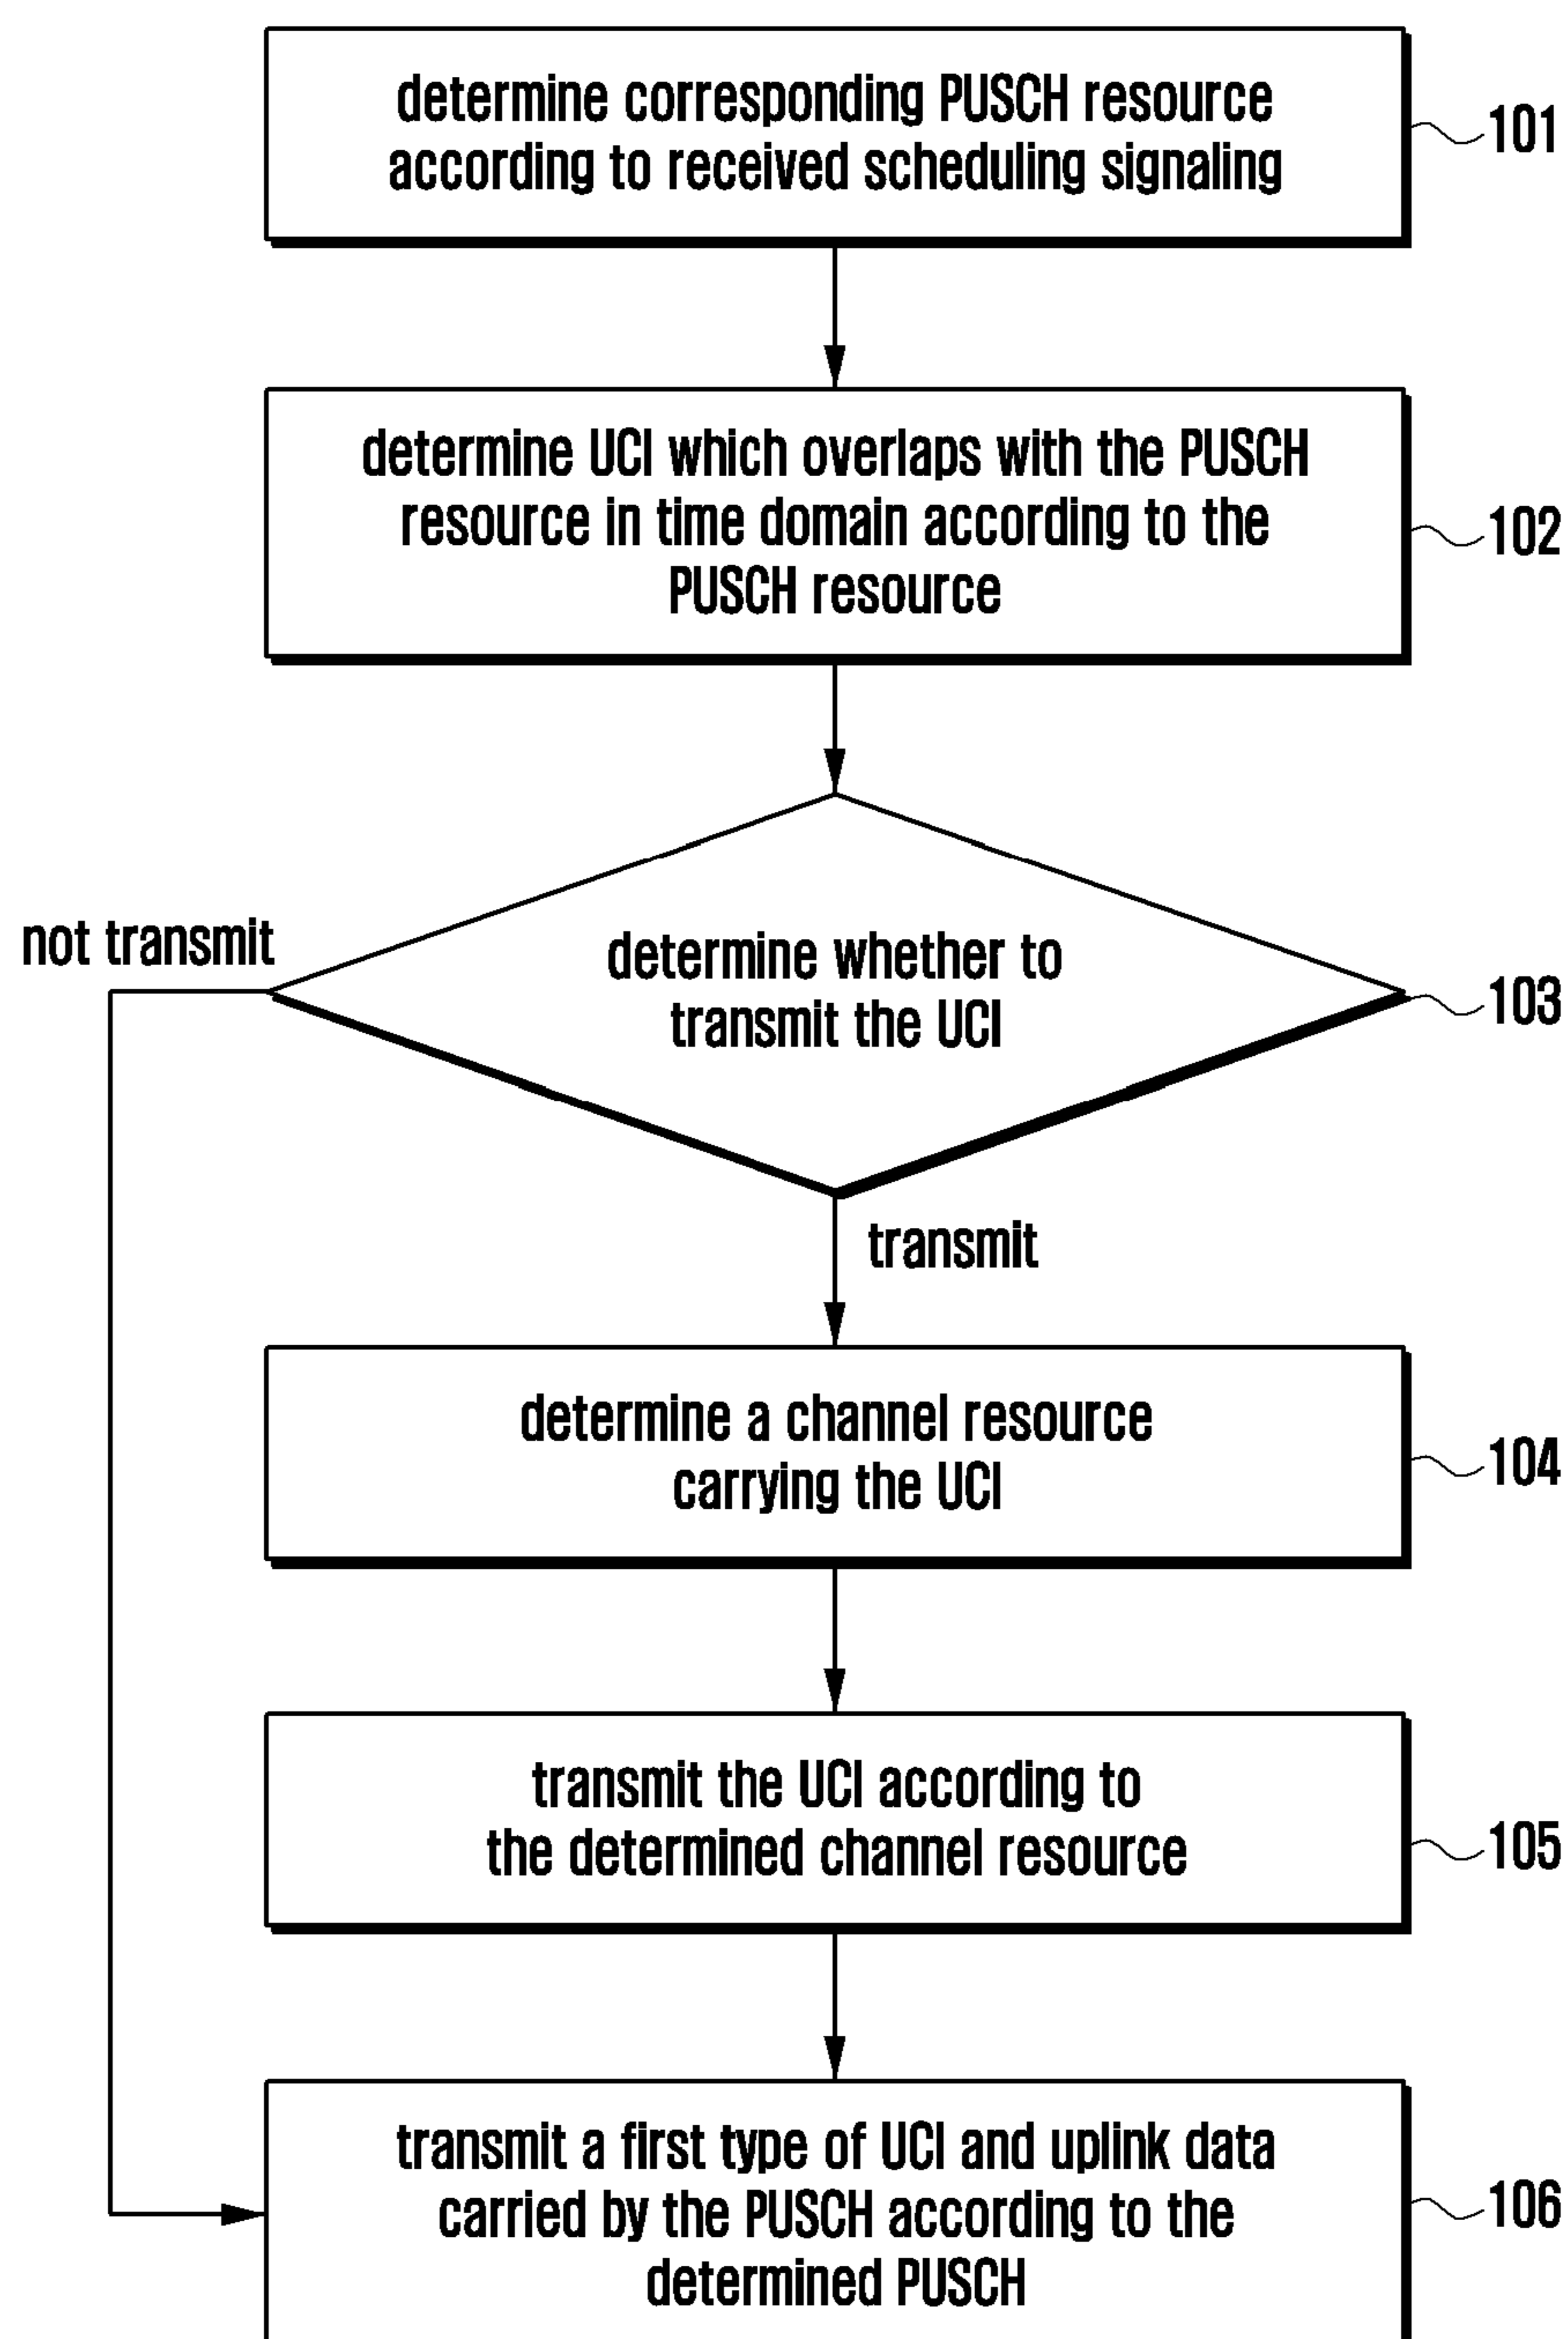 determine corresponding PUSCH resource
according to received scheduling signaling
101
determine UCI which overlaps with the PUSCH
resource in time domain according to the
PUSCH resource
102
not transmit
determine whether to
transmit the UCI
103
transmit
determine a channel resource
carrying the UCI
104
transmit the UCI according to
the determined channel resource
105
transmit a first type of UCI and uplink data
carried by the PUSCH according to the
determined PUSCH
106